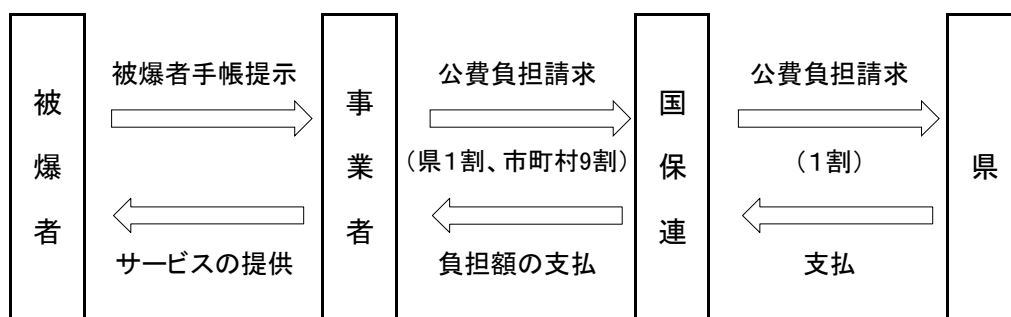 被爆者
被爆者手帳提示
サービスの提供
事業者
公費負担請求
（県１割、市町村9割）
負担額の支払
国保連
公費負担請求
（１割）
支払
県